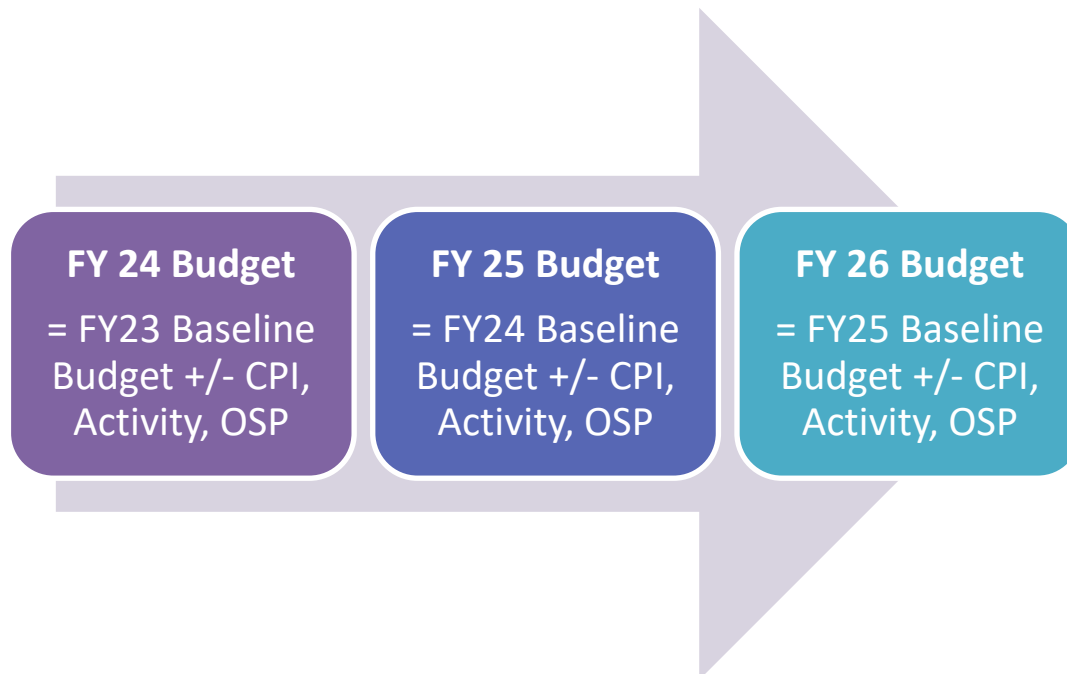 FY 24 Budget
= FY23 Baseline
Budget +/- CPI,
Activity, OSP
FY 25 Budget
= FY24 Baseline
Budget +/- CPI,
Activity, OSP
FY 26 Budget
= FY25 Baseline
Budget +/- CPI,
Activity, OSP